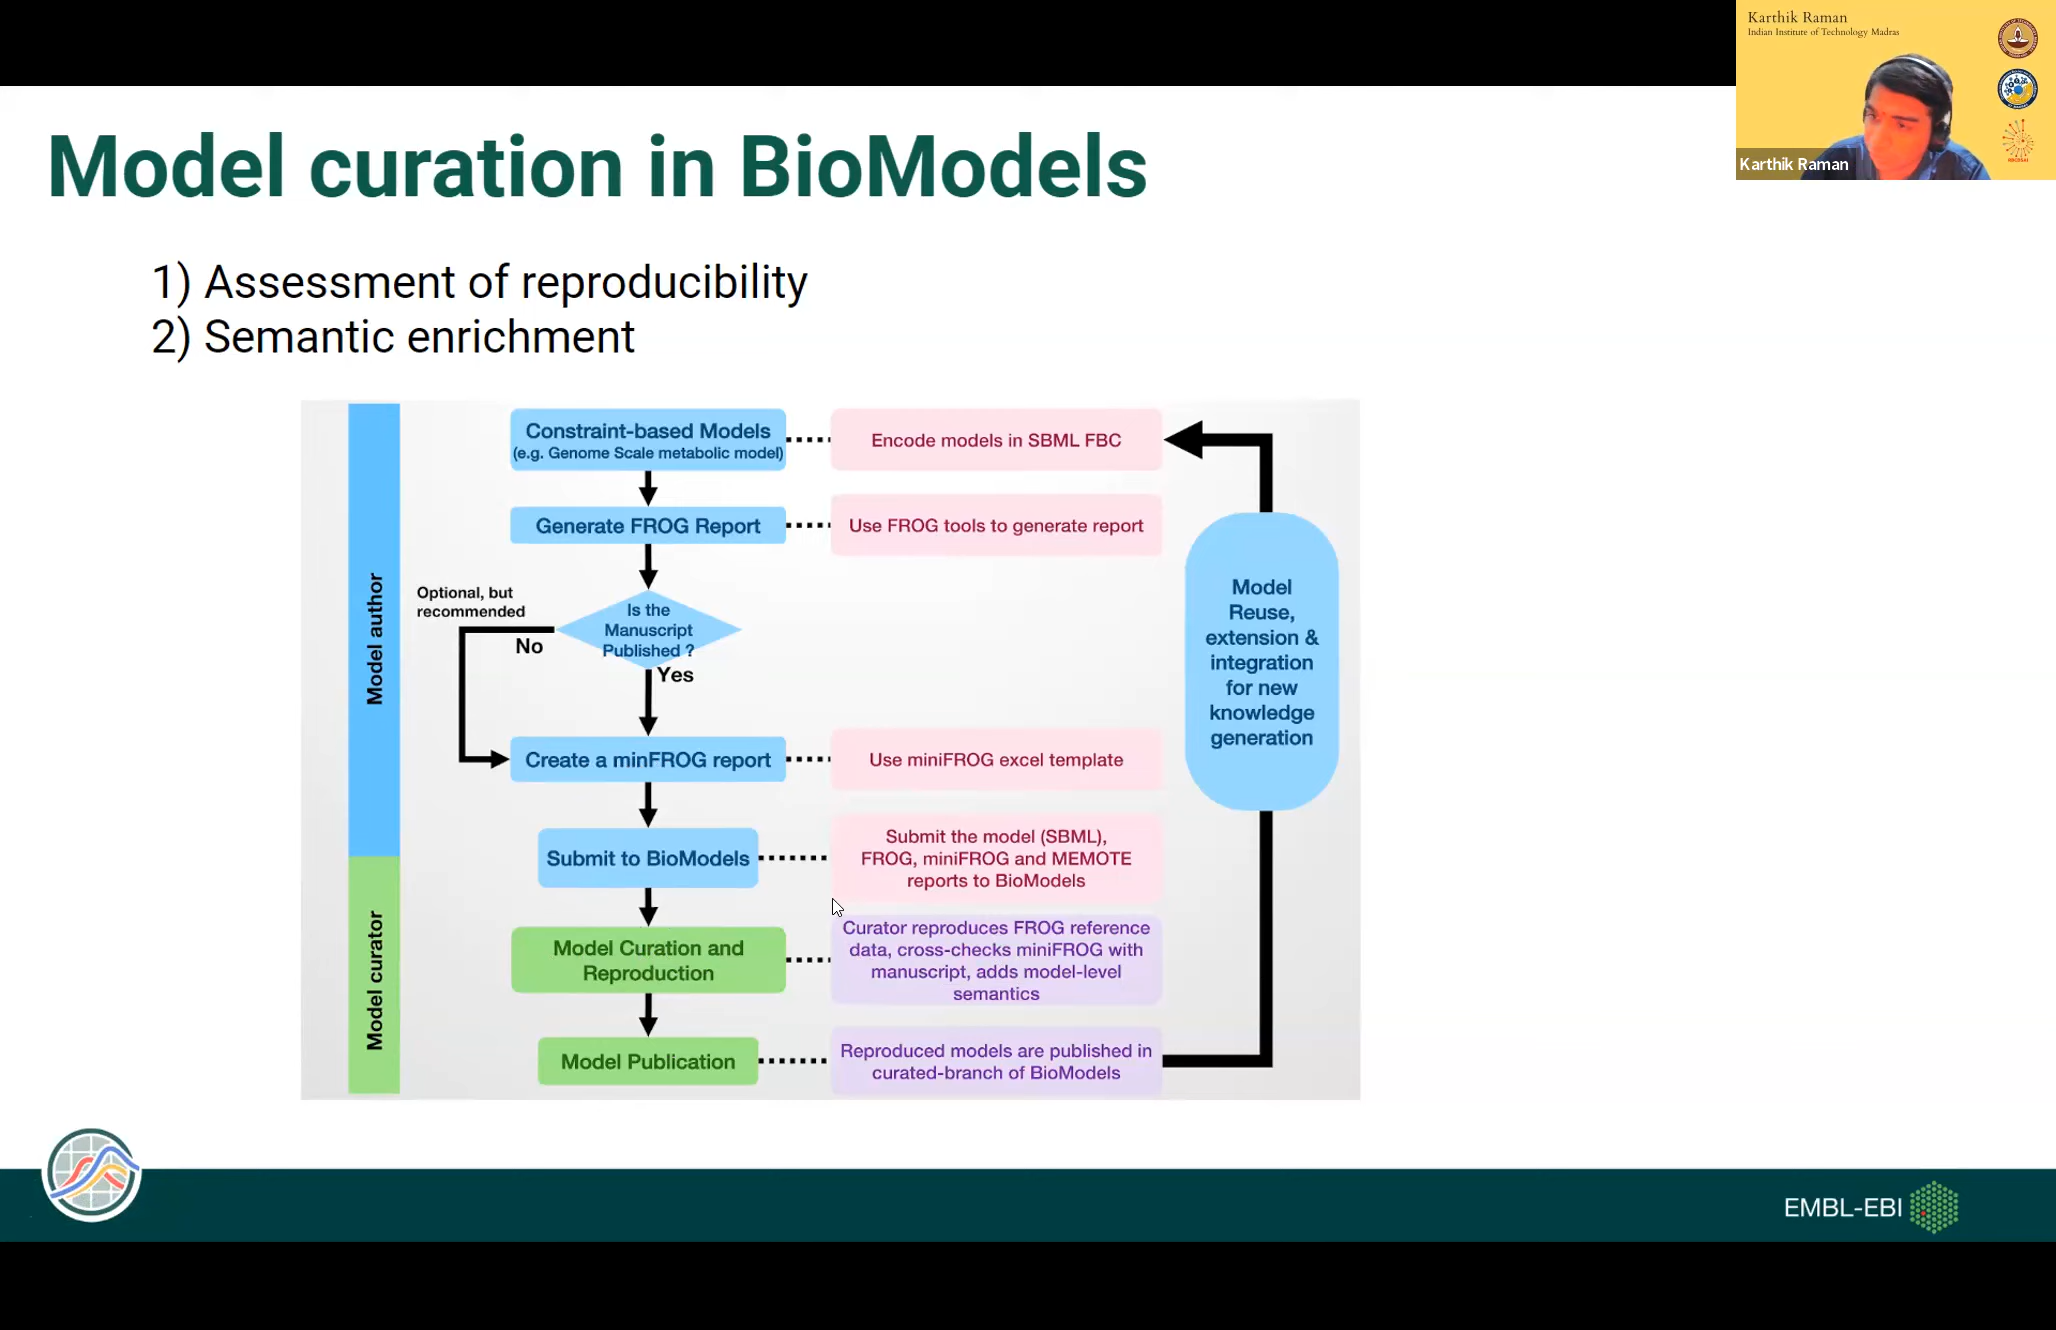 Karthik Raman
Indian Institute of Technology Madras
Karthik Raman
Model curation in BioModels
1) Assessment of reproducibility
2) Semantic enrichment
Model author
Model curator
Constraint-based Models
(e.g. Genome Scale metabolic model)
Encode models in SBML FBC
Generate FROG Report
Use FROG tools to generate report
Optional, but
recommended
No
Is the
Manuscript
Published ?
Yes
Create a minFROG report
Use miniFROG excel template
Submit to BioModels
Submit the model (SBML),
FROG, miniFROG and MEMOTE
reports to BioModels
Model Curation and
Reproduction
Curator reproduces FROG reference
data, cross-checks miniFROG with
manuscript, adds model-level
semantics
Model Publication
Reproduced models are published in
curated-branch of BioModels
Model
Reuse,
extension &
integration
for new
knowledge
generation
EMBL-EBI